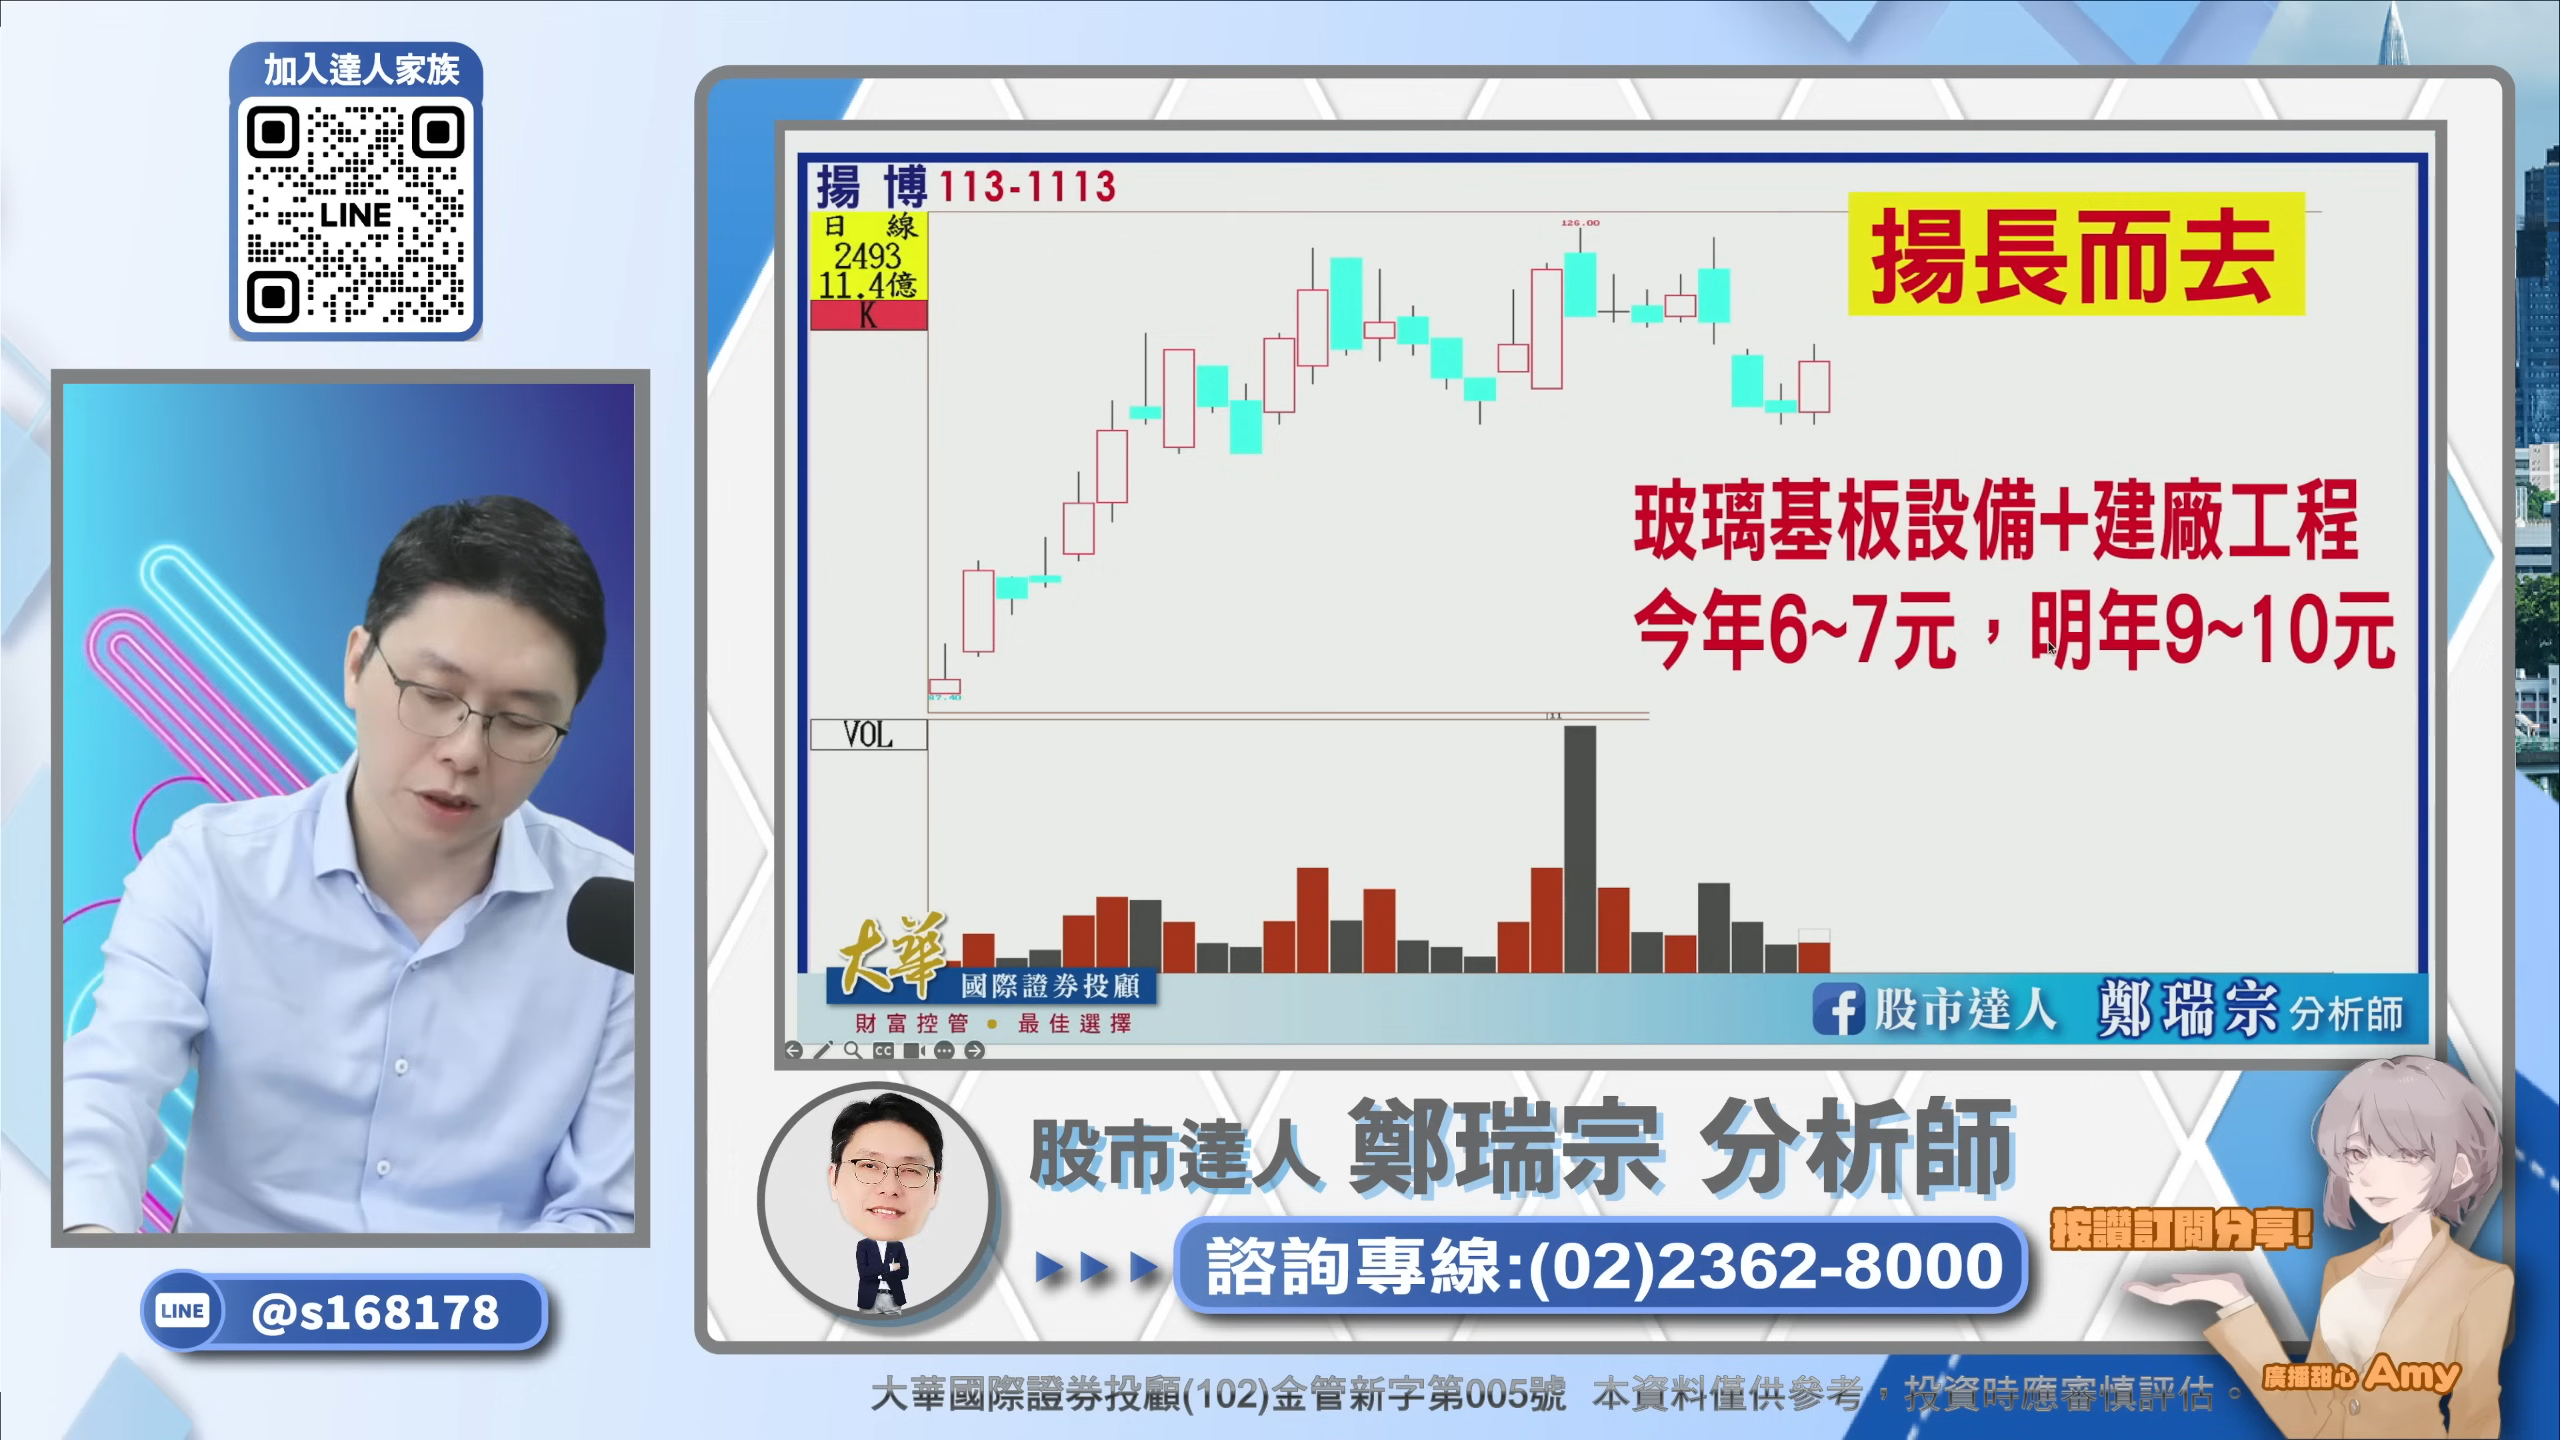 加入達人家族
LINE
揚博113-1113
日線
2493
11.4億
K
126.00
87.40
揚長而去
玻璃基板設備+建廠工程
今年6~7元，明年9~10元
VOL
11
大華
國際證券投顧
財富控管•最佳選擇
股市達人 鄭瑞宗 分析師
CC
股市達人 鄭瑞宗 分析師
諮詢專線:(02)2362-8000
LINE @s168178
按讚訂閱分享!
廣播甜心 Amy
大華國際證券投顧(102)金管新字第005號 本資料僅供參考，投資時應審慎評估。